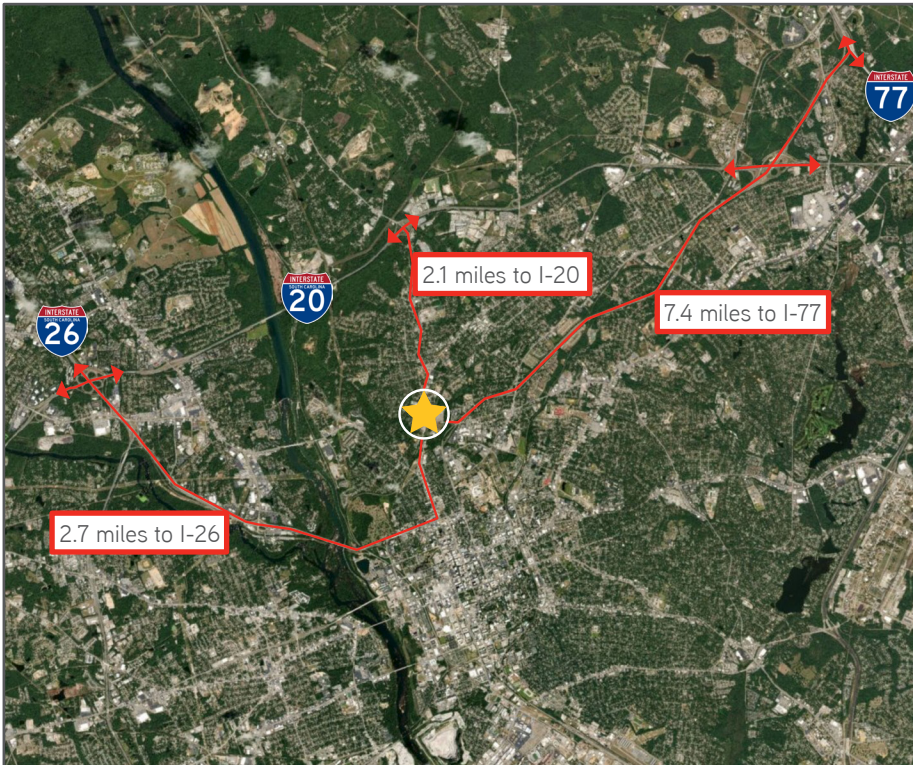 INTERSTATE
77
2.1 miles to I-20
INTERSTATE
SOUTH CAROLINA
20
7.4 miles to I-77
INTERSTATE
SOUTH CAROLINA
26
2.7 miles to I-26